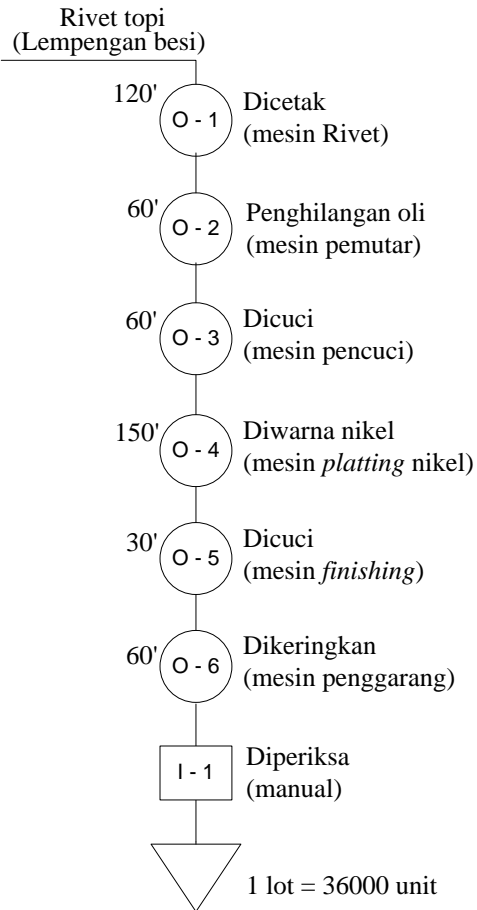 Rivet topi
(Lempengan besi)
120'
O - 1
Dicetak
(mesin Rivet)
60'
O - 2
Penghilangan oli
(mesin pemutar)
60'
O - 3
Dicuci
(mesin pencuci)
150'
O - 4
Diwarna nikel
(mesin platting nikel)
30'
O - 5
Dicuci
(mesin finishing)
60'
O - 6
Dikeringkan
(mesin penggarang)
I - 1
Diperiksa
(manual)
1 lot = 36000 unit